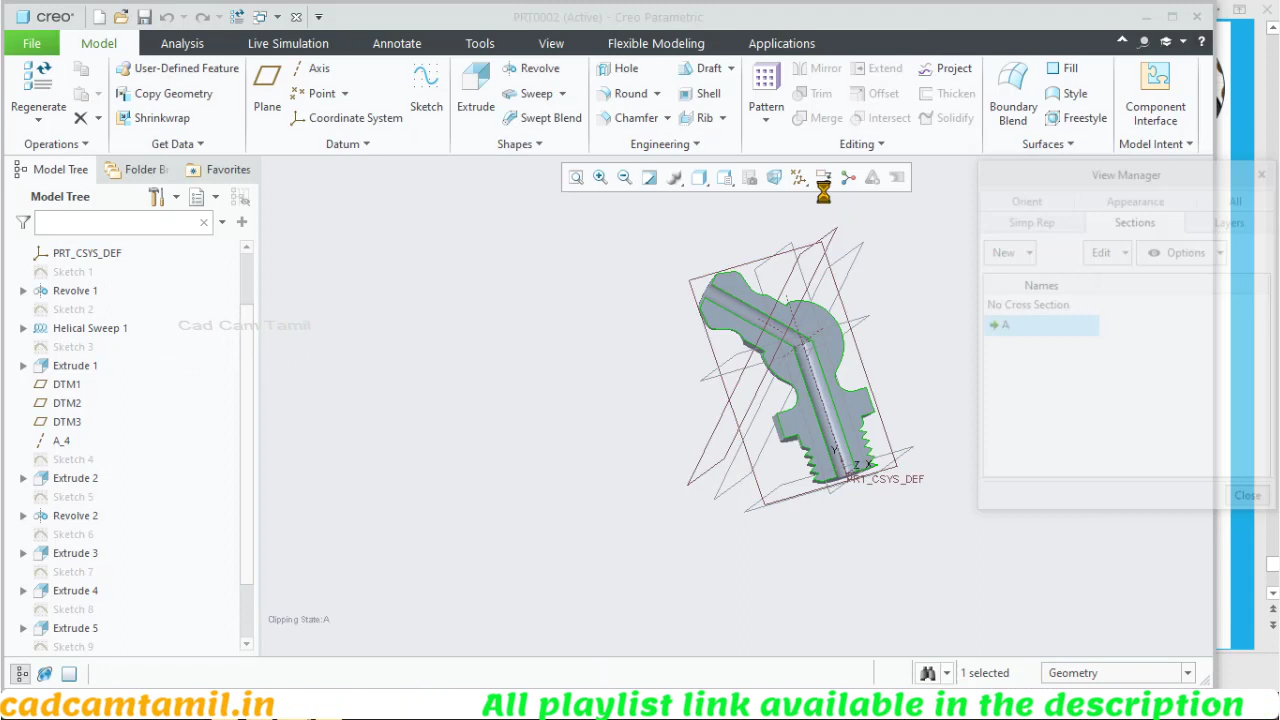 creo®
PRT0002 (Active) - Creo Parametric
File
Model
Analysis
Live Simulation
Annotate
Tools
View
Flexible Modeling
Applications
Regenerate
Operations
User-Defined Feature
Copy Geometry
Shrinkwrap
Get Data
Plane
Axis
Point
Coordinate System
Sketch
Datum
Extrude
Revolve
Sweep
Swept Blend
Shapes
Hole
Round
Chamfer
Draft
Shell
Rib
Engineering
Pattern
Mirror
Trim
Merge
Extend
Offset
Intersect
Project
Thicken
Solidify
Editing
Boundary
Blend
Fill
Style
Freestyle
Surfaces
Component
Interface
Model Intent
Model Tree
Folder B
Favorites
Model Tree
PRT_CSYS_DEF
Sketch 1
Revolve 1
Sketch 2
Helical Sweep 1
Sketch 3
Extrude 1
DTM1
DTM2
DTM3
A_4
Sketch 4
Extrude 2
Sketch 5
Revolve 2
Sketch 6
Extrude 3
Sketch 7
Extrude 4
Sketch 8
Extrude 5
Sketch 9
Cad Cam Tamil
Y
Z X
PRT_CSYS_DEF
Clipping State:A
View Manager
Orient
Appearance
All
Simp Rep
Sections
Layers
New
Edit
Options
Names
No Cross Section
A
Close
1 selected
Geometry
cadcamtamil.in
All playlist link available in the description